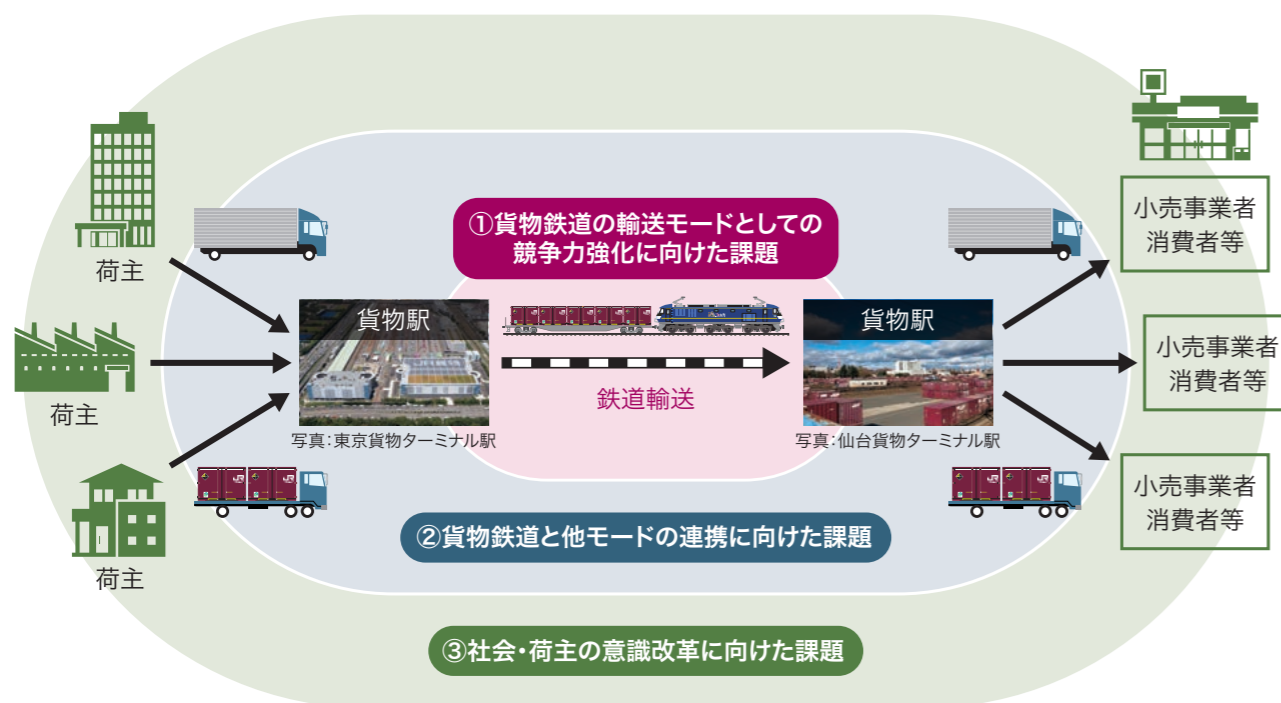 ①貨物鉄道の輸送モードとしての
競争力強化に向けた課題
荷主
荷主
荷主
貨物駅
写真：東京貨物ターミナル駅
鉄道輸送
貨物駅
写真：仙台貨物ターミナル駅
小売事業者
消費者等
小売事業者
消費者等
小売事業者
消費者等
②貨物鉄道と他モードの連携に向けた課題
③社会・荷主の意識改革に向けた課題